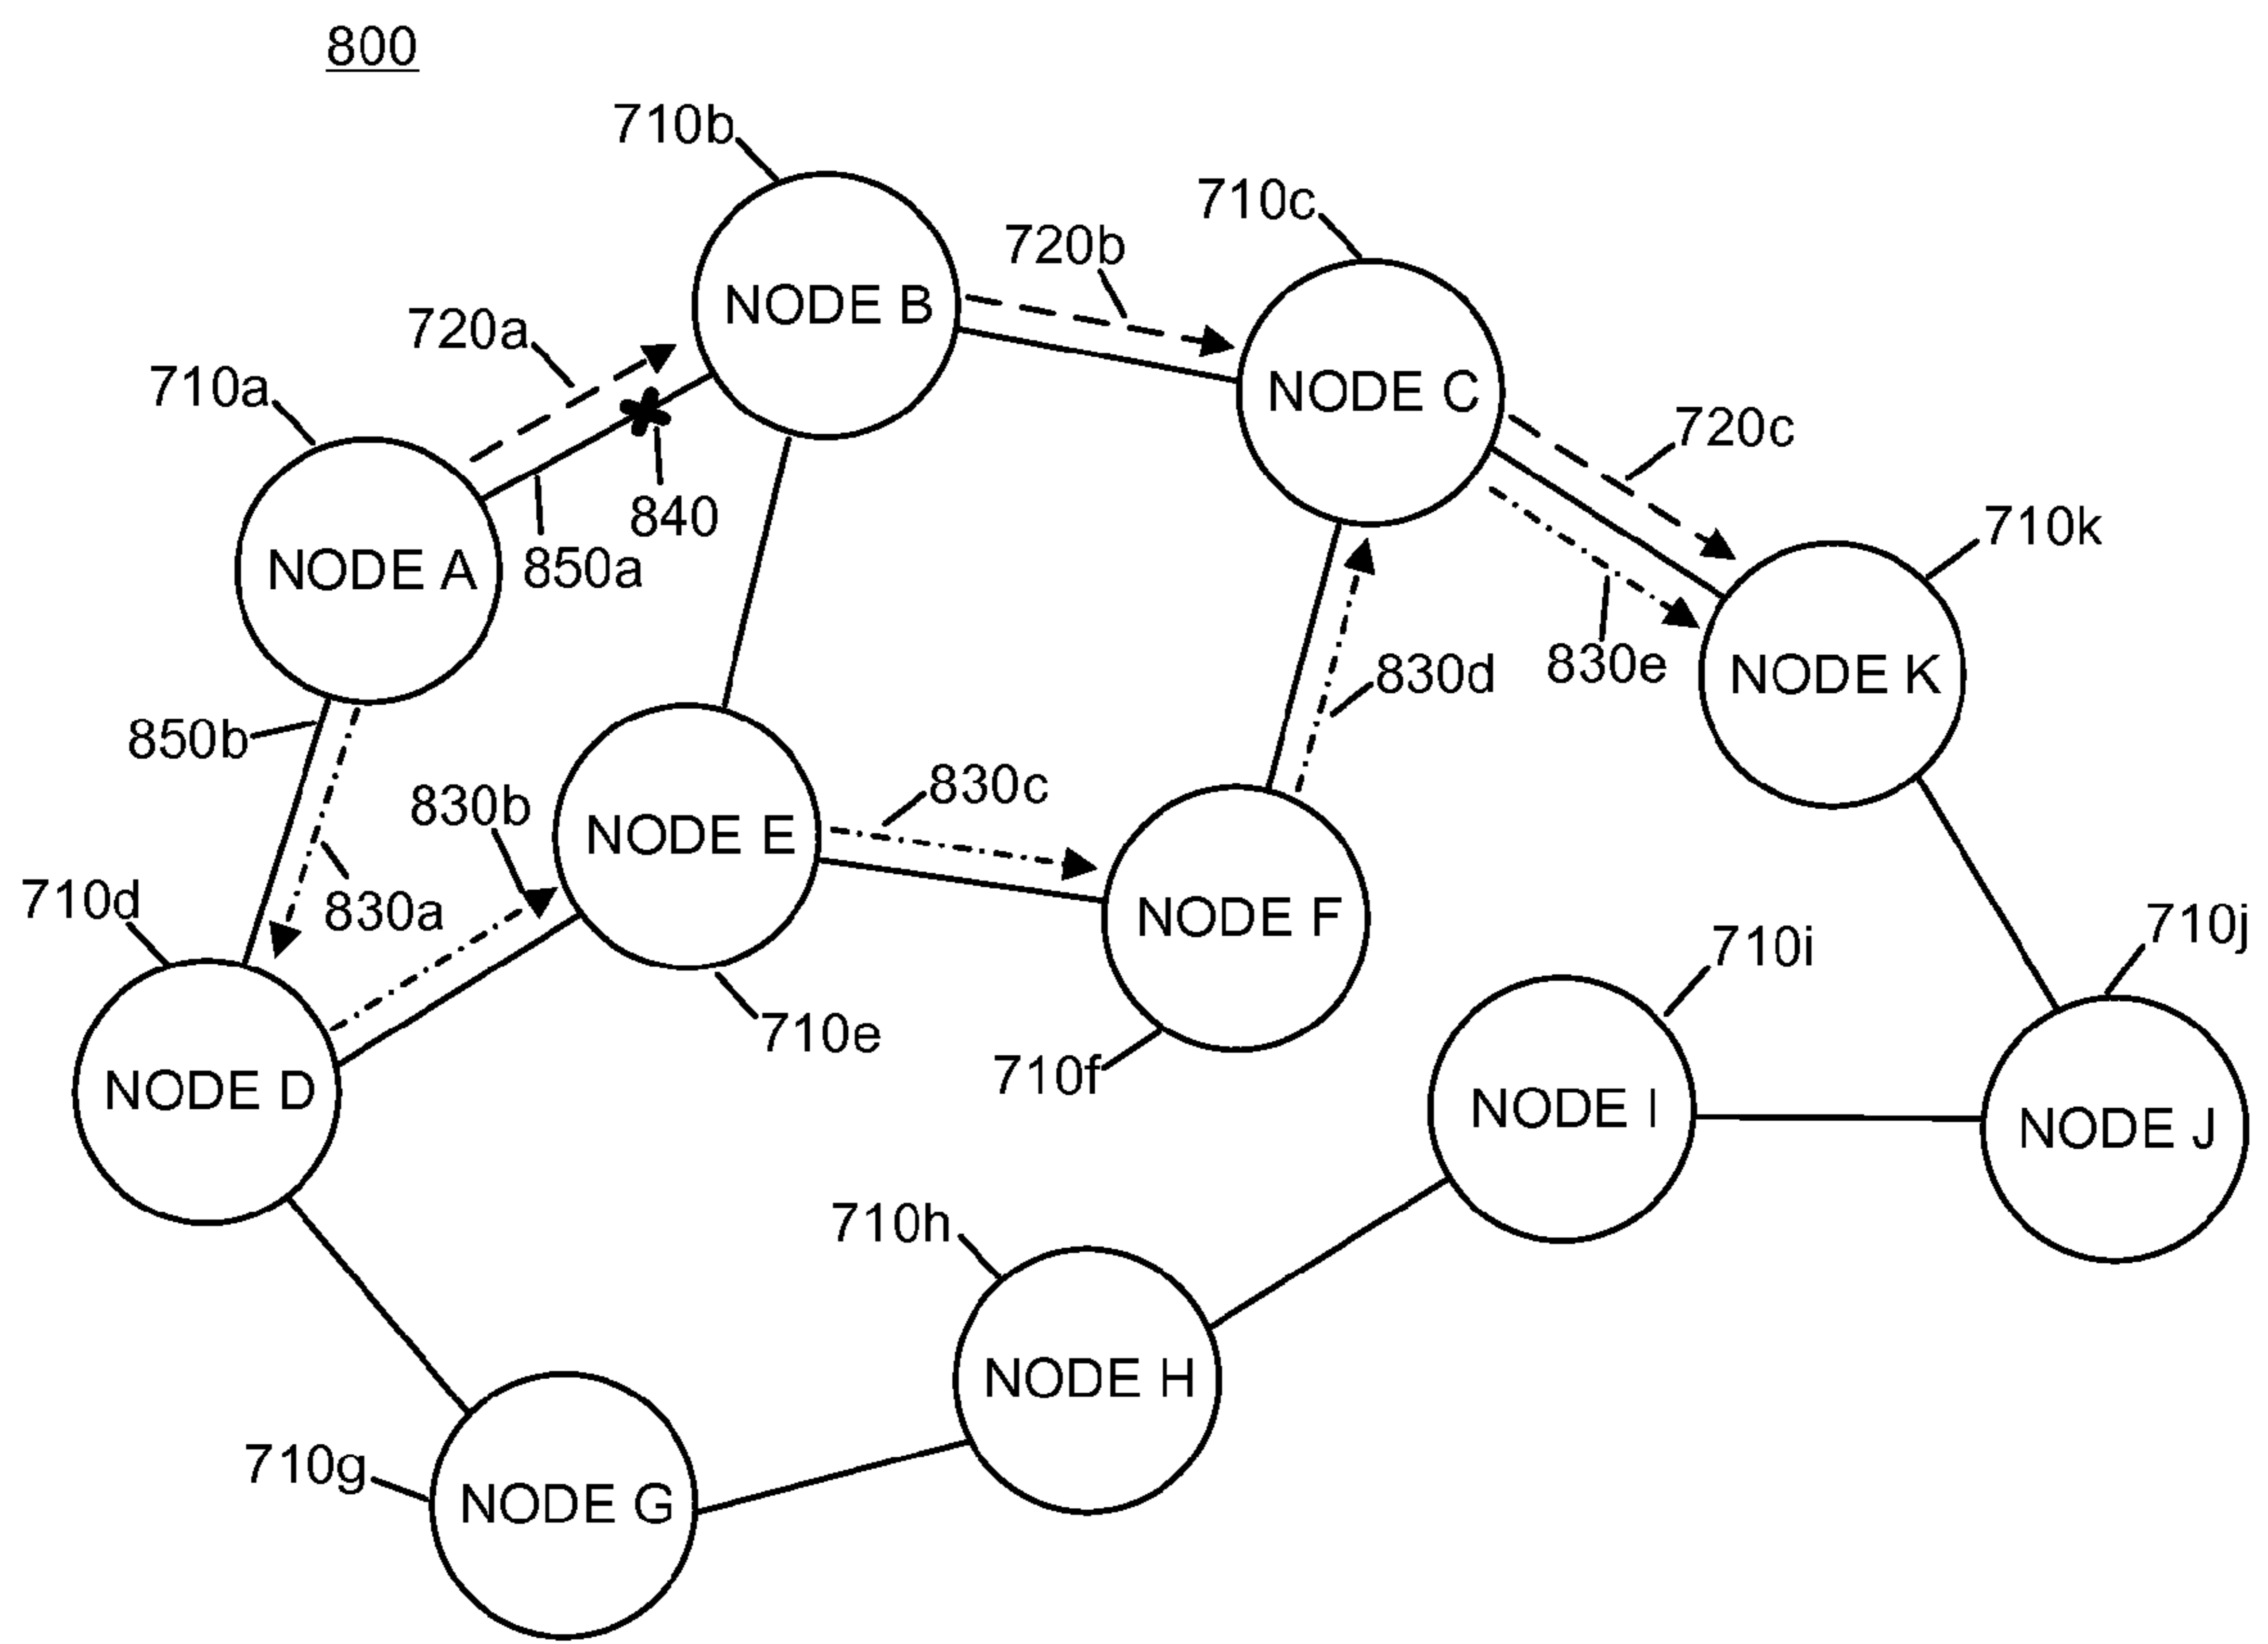 800
710b
710c
720b
NODE B
720a
710a
NODE C
720c
840
710k
850a
NODE A
830e
830d
NODE K
850b
830c
830b
NODE E
710d
830a
NODE F
710j
710i
710e
710f
NODE D
NODE I
NODE J
710h
NODE H
710g
NODE G